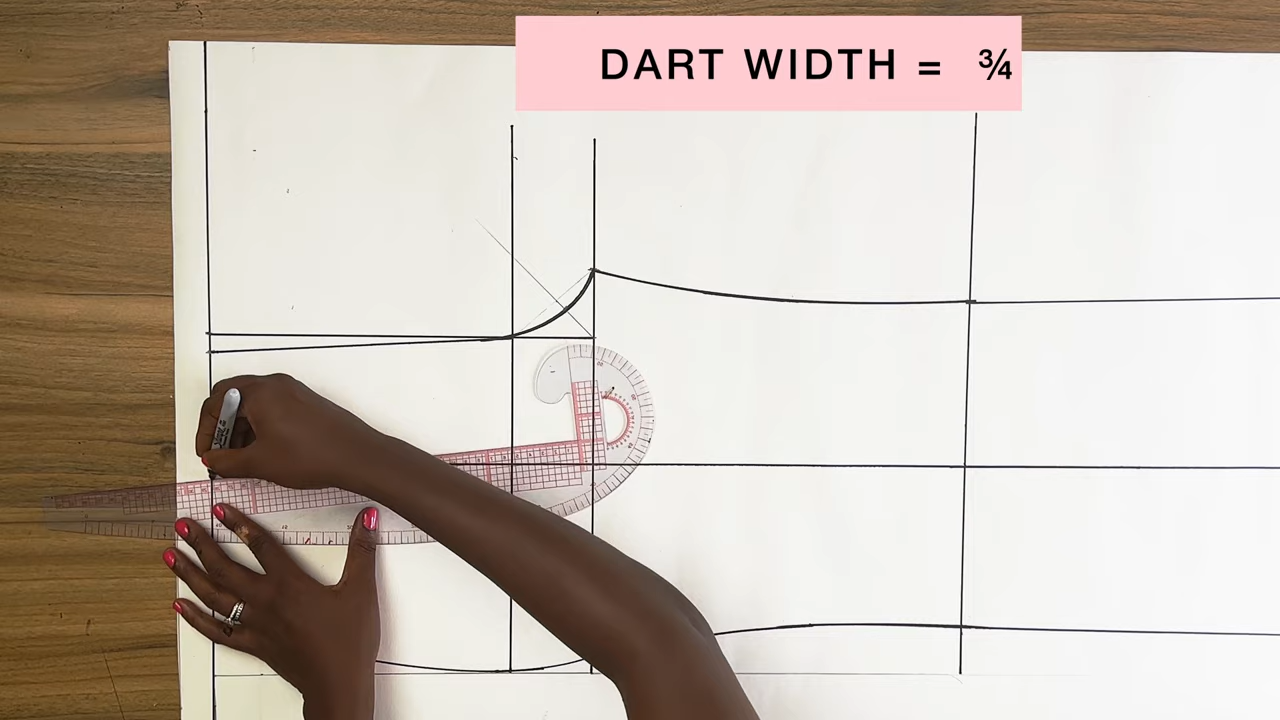 DART WIDTH = ¾